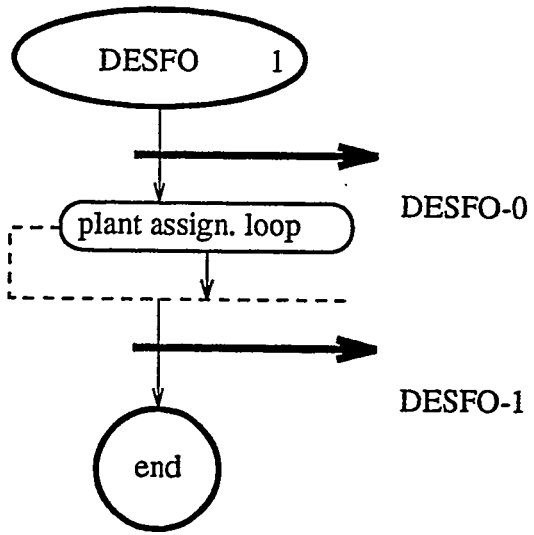 DESFO 1
DESFO-0
plant assign. loop
DESFO-1
end